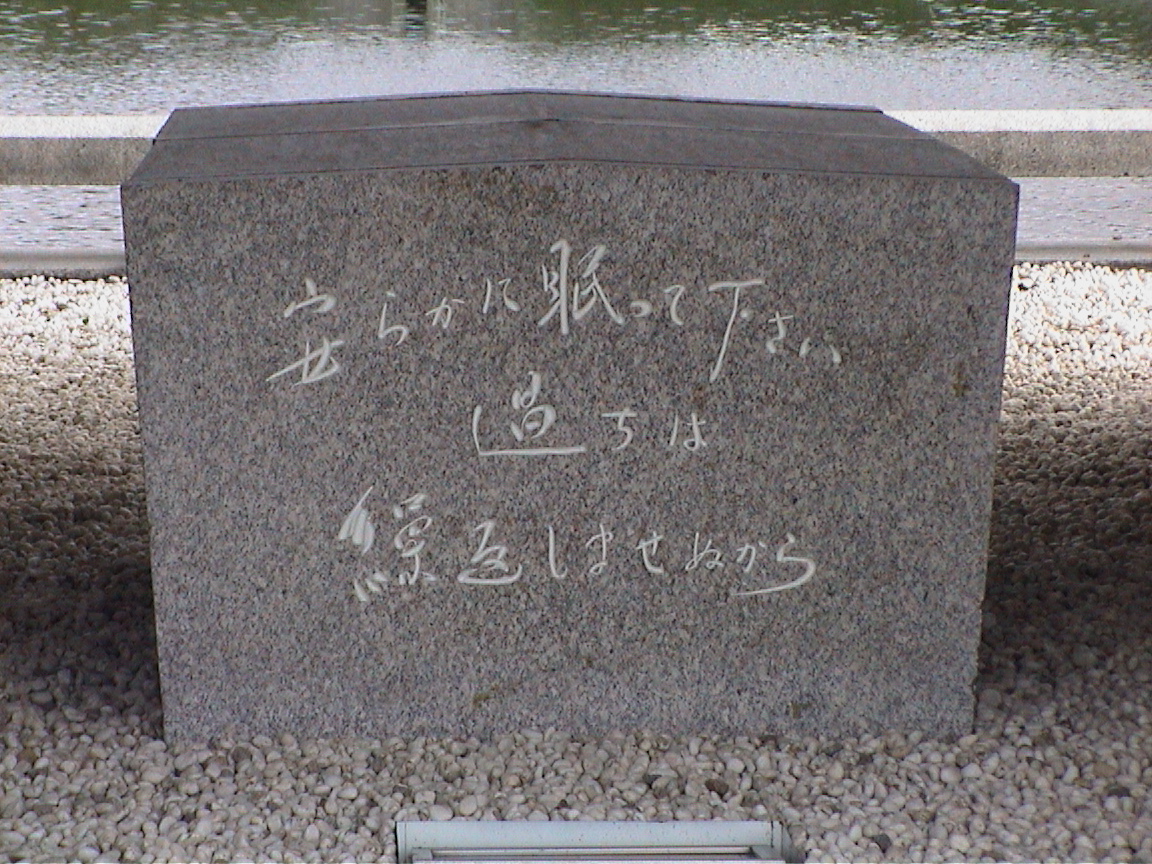 安らかに眠って下さい
過ちは
繰返しませぬから